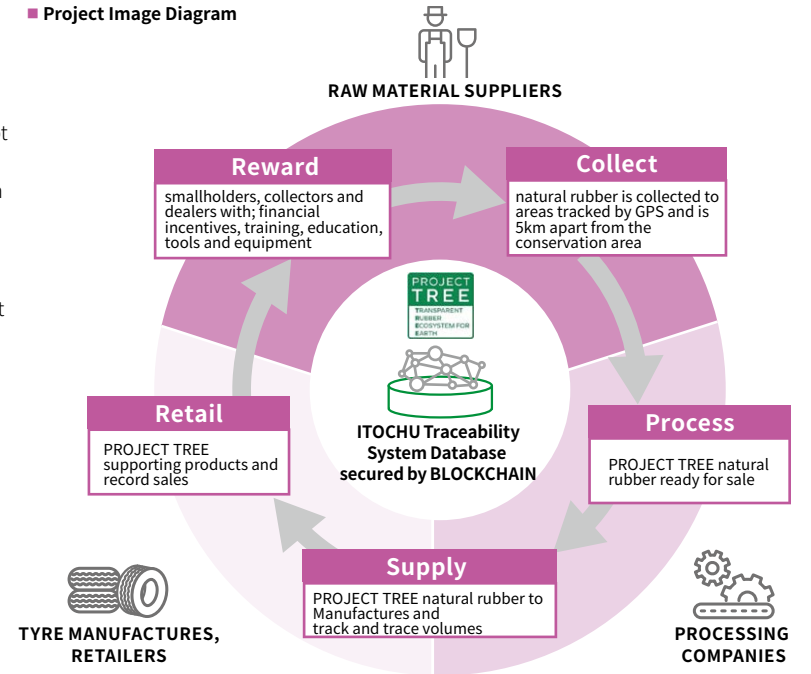 ■ Project Image Diagram
RAW MATERIAL SUPPLIERS
Reward
smallholders, collectors and
dealers with; financial
incentives, training, education,
tools and equipment
Collect
natural rubber is collected to
areas tracked by GPS and is
5km apart from the
conservation area
PROJECT
TREE
TRANSPARENT
RUBBER
ECOSYSTEM FOR
EARTH
ITOCHU Traceability
System Database
secured by BLOCKCHAIN
Retail
PROJECT TREE
supporting products and
record sales
Process
PROJECT TREE natural
rubber ready for sale
Supply
PROJECT TREE natural rubber to
Manufactures and
track and trace volumes
TYRE MANUFACTURES,
RETAILERS
PROCESSING
COMPANIES